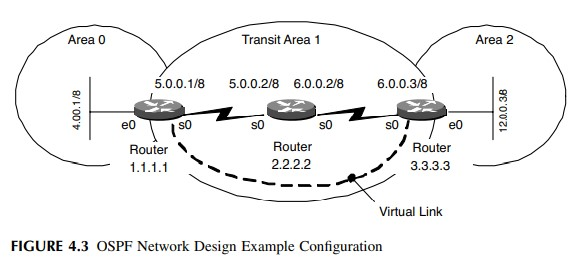 Area 0
Transit Area 1
Area 2
5.0.0.1/8
5.0.0.2/8
6.0.0.2/8
6.0.0.3/8
4.00.1/8
12.0.0.3/8
e0
s0
s0
s0
s0
e0
Router
1.1.1.1
Router
2.2.2.2
Router
3.3.3.3
Virtual Link
FIGURE 4.3 OSPF Network Design Example Configuration